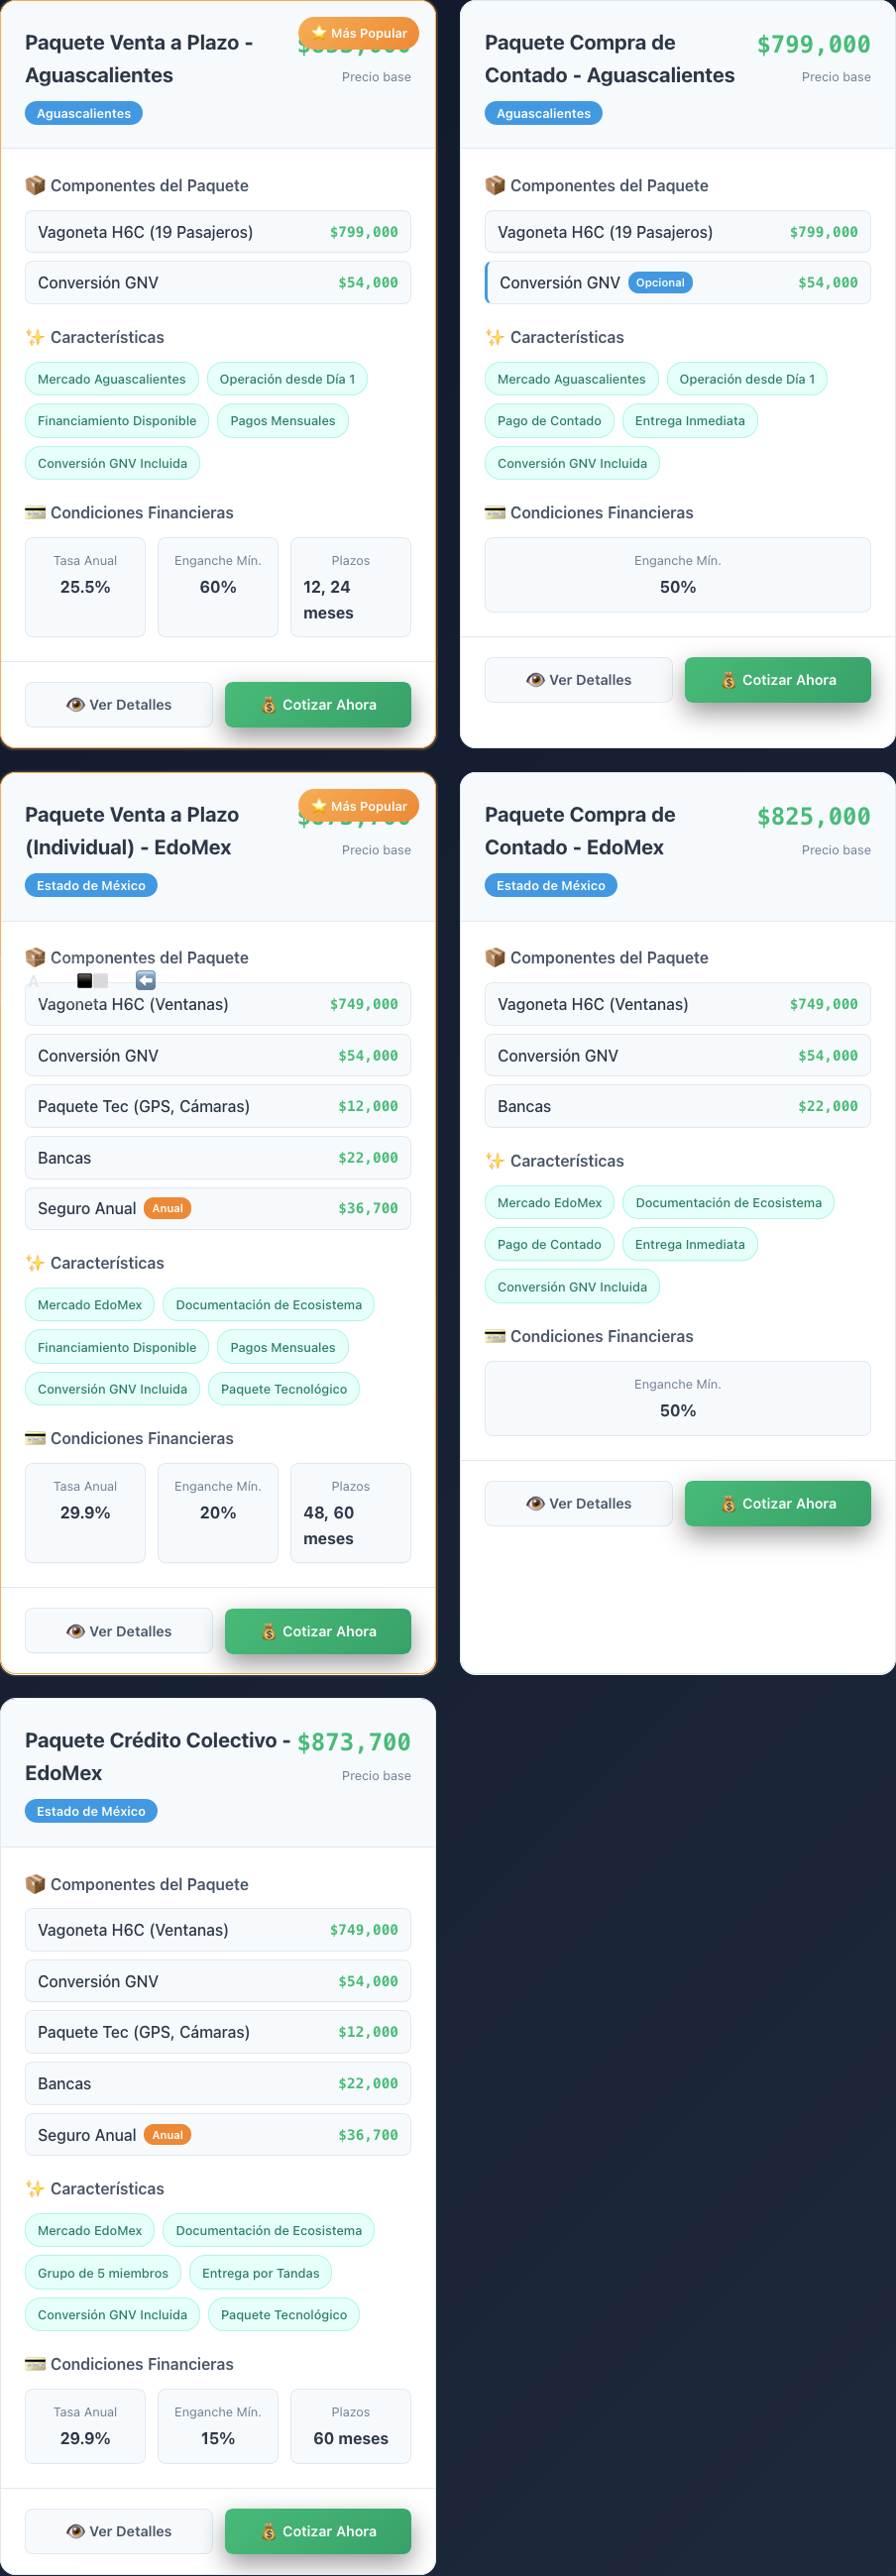 Paquete Venta a Plazo -
Aguascalientes
⭐ Más Popular
Precio base
Aguascalientes
📦 Componentes del Paquete
Vagoneta H6C (19 Pasajeros) $799,000
Conversión GNV $54,000
✨ Características
Mercado Aguascalientes Operación desde Día 1
Financiamiento Disponible Pagos Mensuales
Conversión GNV Incluida
💳 Condiciones Financieras
Tasa Anual Enganche Mín. Plazos
25.5% 60% 12, 24
meses
👁️ Ver Detalles 💰 Cotizar Ahora
Paquete Compra de
Contado - Aguascalientes
$799,000
Precio base
Aguascalientes
📦 Componentes del Paquete
Vagoneta H6C (19 Pasajeros) $799,000
Conversión GNV Opcional $54,000
✨ Características
Mercado Aguascalientes Operación desde Día 1
Pago de Contado Entrega Inmediata
Conversión GNV Incluida
💳 Condiciones Financieras
Enganche Mín.
50%
👁️ Ver Detalles 💰 Cotizar Ahora
Paquete Venta a Plazo
(Individual) - EdoMex
⭐ Más Popular
Precio base
Estado de México
📦 Componentes del Paquete
A
Vagoneta H6C (Ventanas) $749,000
Conversión GNV $54,000
Paquete Tec (GPS, Cámaras) $12,000
Bancas $22,000
Seguro Anual Anual $36,700
✨ Características
Mercado EdoMex Documentación de Ecosistema
Financiamiento Disponible Pagos Mensuales
Conversión GNV Incluida Paquete Tecnológico
💳 Condiciones Financieras
Tasa Anual Enganche Mín. Plazos
29.9% 20% 48, 60
meses
👁️ Ver Detalles 💰 Cotizar Ahora
Paquete Compra de
Contado - EdoMex
$825,000
Precio base
Estado de México
📦 Componentes del Paquete
Vagoneta H6C (Ventanas) $749,000
Conversión GNV $54,000
Bancas $22,000
✨ Características
Mercado EdoMex Documentación de Ecosistema
Pago de Contado Entrega Inmediata
Conversión GNV Incluida
💳 Condiciones Financieras
Enganche Mín.
50%
👁️ Ver Detalles 💰 Cotizar Ahora
Paquete Crédito Colectivo -
EdoMex
$873,700
Precio base
Estado de México
📦 Componentes del Paquete
Vagoneta H6C (Ventanas) $749,000
Conversión GNV $54,000
Paquete Tec (GPS, Cámaras) $12,000
Bancas $22,000
Seguro Anual Anual $36,700
✨ Características
Mercado EdoMex Documentación de Ecosistema
Grupo de 5 miembros Entrega por Tandas
Conversión GNV Incluida Paquete Tecnológico
💳 Condiciones Financieras
Tasa Anual Enganche Mín. Plazos
29.9% 15% 60 meses
👁️ Ver Detalles 💰 Cotizar Ahora